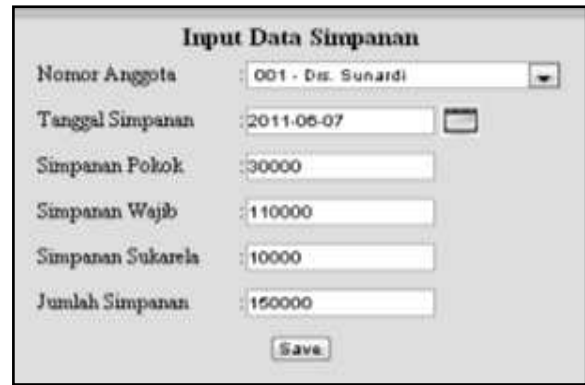 Input Data Simpanan
Nomor Anggota : 001 - Drs. Sunardi
Tanggal Simpanan :2011-06-07
Simpanan Pokok :30000
Simpanan Wajib :110000
Simpanan Sukarela :10000
Jumlah Simpanan :150000
Save